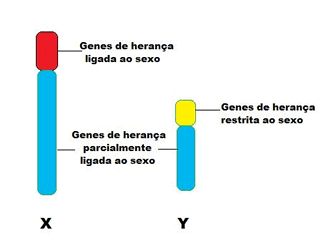 Genes de herança
ligada ao sexo
Genes de herança
restrita ao sexo
Genes de herança
parcialmente
ligada ao sexo
X
Y